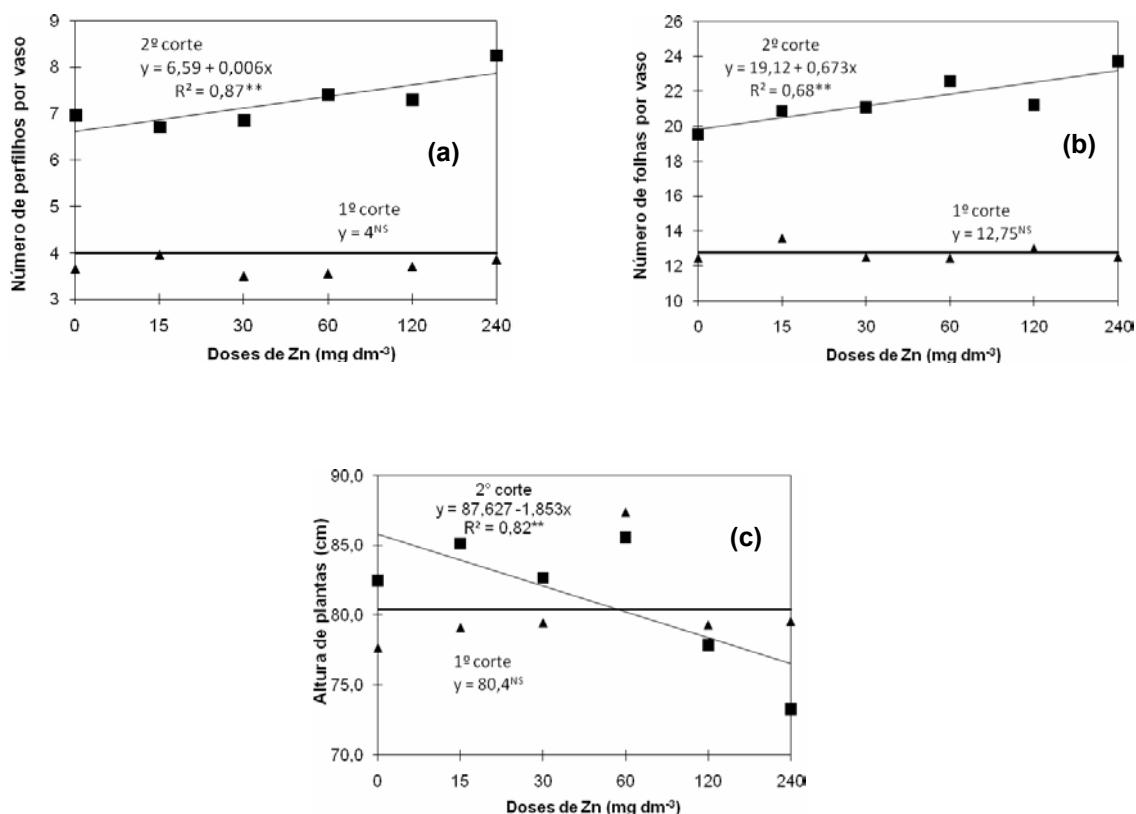 9
8
7
6
5
4
3
Número de perfilhos por vaso
2º corte
y = 6,59 + 0,006x
R² = 0,87**
(a)
1º corte
y = 4ᴺˢ
0 15 30 60 120 240
Doses de Zn (mg dm⁻³)
26
24
22
20
18
16
14
12
10
Número de folhas por vaso
2º corte
y = 19,12 + 0,673x
R² = 0,68**
(b)
1º corte
y = 12,75ᴺˢ
0 15 30 60 120 240
Doses de Zn (mg dm⁻³)
90,0
85,0
80,0
75,0
70,0
Altura de plantas (cm)
2° corte
y = 87,627 -1,853x
R² = 0,82**
(c)
1º corte
y = 80,4ᴺˢ
0 15 30 60 120 240
Doses de Zn (mg dm⁻³)